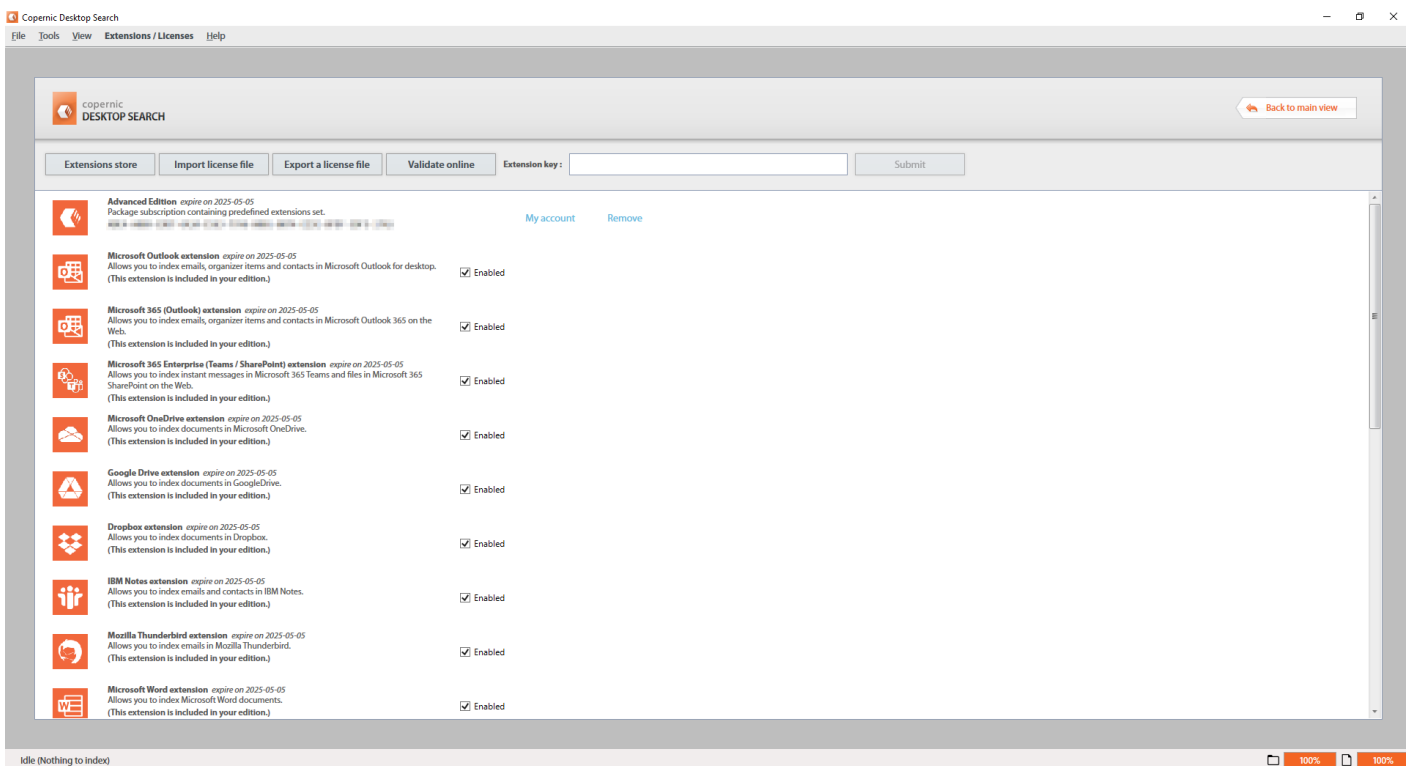 Copernic Desktop Search
File Tools View Extensions / Licenses Help
copernic
DESKTOP SEARCH
Back to main view
Extensions store Import license file Export a license file Validate online Extension key : Submit
Advanced Edition expire on 2025-05-05
Package subscription containing predefined extensions set.
My account Remove
Microsoft Outlook extension expire on 2025-05-05
Allows you to index emails, organizer items and contacts in Microsoft Outlook for desktop.
(This extension is included in your edition.)
Enabled
Microsoft 365 (Outlook) extension expire on 2025-05-05
Allows you to index emails, organizer items and contacts in Microsoft Outlook 365 on the
Web.
(This extension is included in your edition.)
Enabled
Microsoft 365 Enterprise (Teams / SharePoint) extension expire on 2025-05-05
Allows you to index instant messages in Microsoft 365 Teams and files in Microsoft 365
SharePoint on the Web.
(This extension is included in your edition.)
Enabled
Microsoft OneDrive extension expire on 2025-05-05
Allows you to index documents in Microsoft OneDrive.
(This extension is included in your edition.)
Enabled
Google Drive extension expire on 2025-05-05
Allows you to index documents in GoogleDrive.
(This extension is included in your edition.)
Enabled
Dropbox extension expire on 2025-05-05
Allows you to index documents in Dropbox.
(This extension is included in your edition.)
Enabled
IBM Notes extension expire on 2025-05-05
Allows you to index emails and contacts in IBM Notes.
(This extension is included in your edition.)
Enabled
Mozilla Thunderbird extension expire on 2025-05-05
Allows you to index emails in Mozilla Thunderbird.
(This extension is included in your edition.)
Enabled
Microsoft Word extension expire on 2025-05-05
Allows you to index Microsoft Word documents.
(This extension is included in your edition.)
Enabled
Idle (Nothing to index)
100% 100%